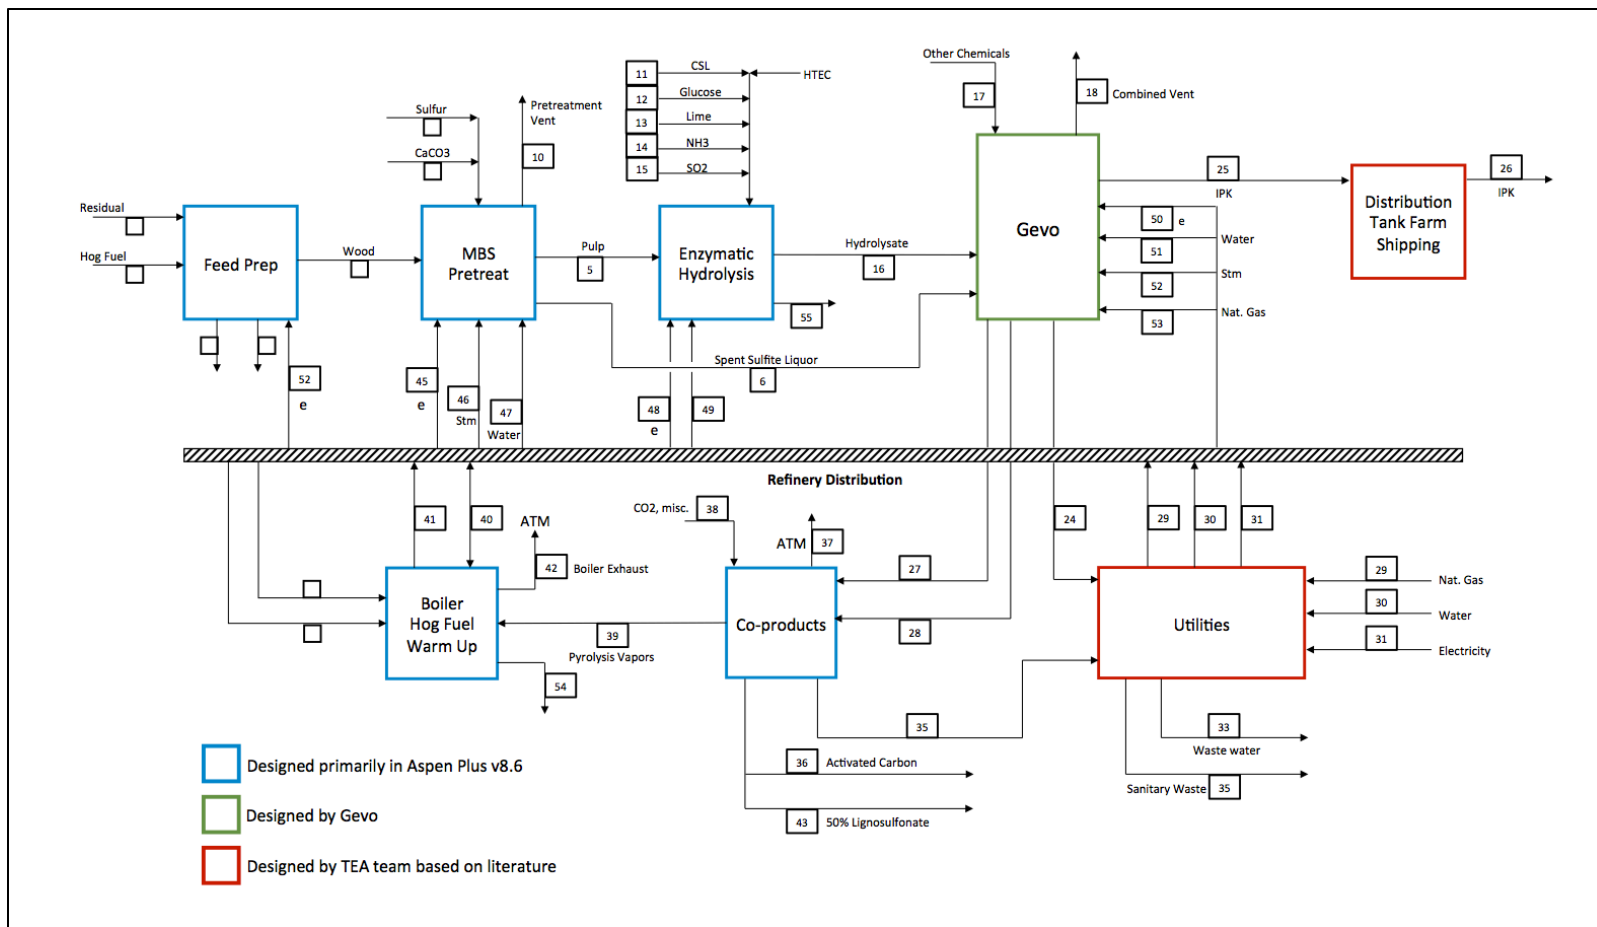 Other Chemicals
17
18
Combined Vent
11
CSL
HTEC
12
Glucose
13
Lime
14
NH3
15
SO2
Sulfur
CaCO3
Pretreatment
Vent
10
Residual
Hog Fuel
Feed Prep
Wood
MBS
Pretreat
Pulp
5
Enzymatic
Hydrolysis
Hydrolysate
16
55
Spent Sulfite Liquor
6
Gevo
25
IPK
50
e
Water
51
Stm
52
Nat. Gas
53
Distribution
Tank Farm
Shipping
26
IPK
52
e
45
e
46
Stm
47
Water
48
e
49
Refinery Distribution
41
40
ATM
42
Boiler Exhaust
Boiler
Hog Fuel
Warm Up
54
39
Pyrolysis Vapors
CO2, misc.
38
ATM
37
Co-products
27
28
24
29
30
31
Utilities
29
Nat. Gas
30
Water
31
Electricity
35
36
Activated Carbon
43
50% Lignosulfonate
33
Waste water
Sanitary Waste
35
Designed primarily in Aspen Plus v8.6
Designed by Gevo
Designed by TEA team based on literature